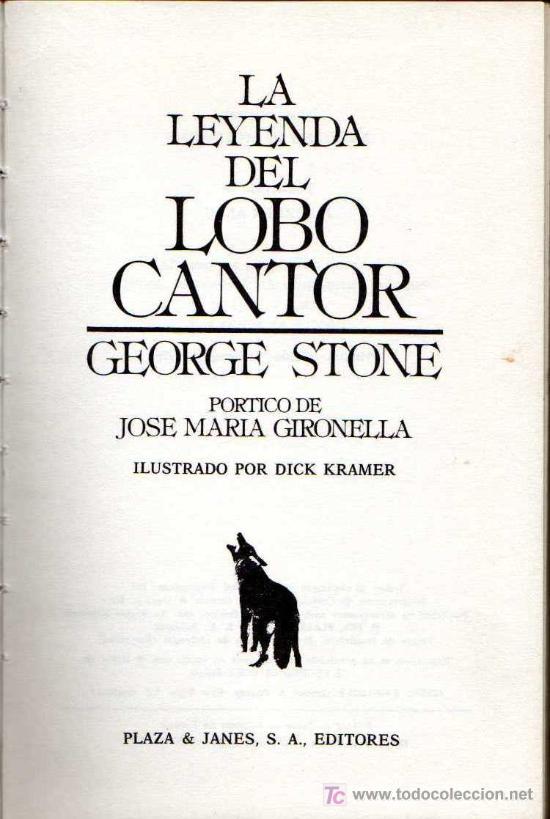 LA
LEYENDA
DEL
LOBO
CANTOR
GEORGE STONE
PORTICO DE
JOSE MARIA GIRONELLA
ILUSTRADO POR DICK KRAMER
PLAZA & JANES, S. A., EDITORES
TC www.todocoleccion.net